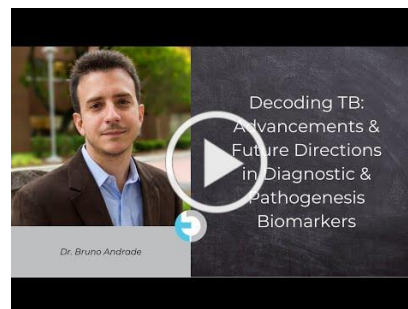 Decoding TB:
Advancements &
Future Directions
in Diagnostic &
Pathogenesis
Biomarkers
Dr. Bruno Andrade